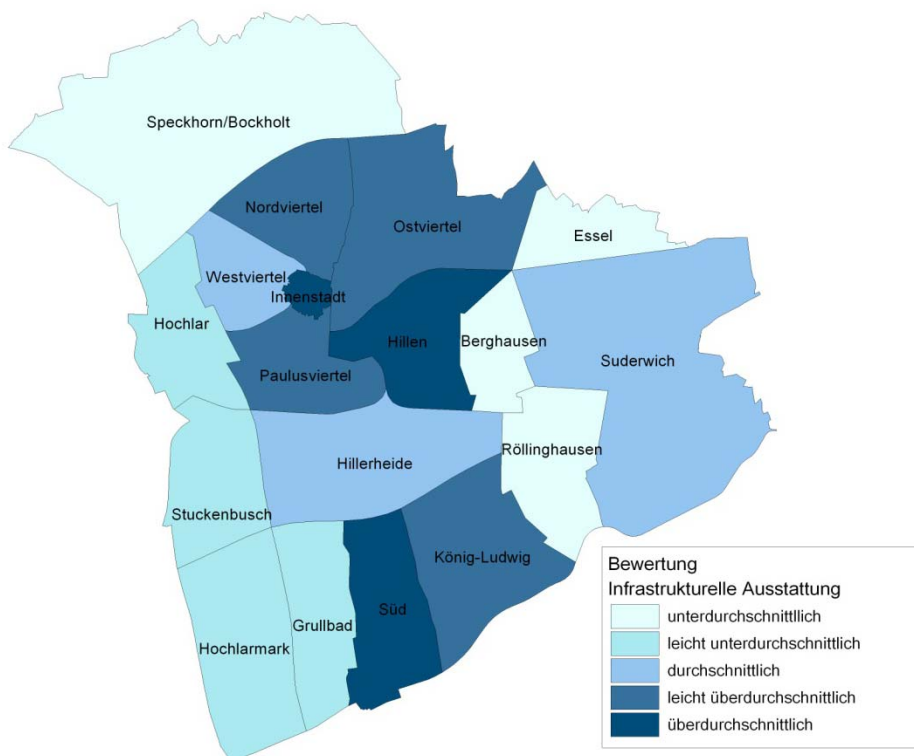 Speckhorn/Bockholt
Nordviertel
Ostviertel
Essel
Westviertel
Innenstadt
Hochlar
Hillen
Berghausen
Suderwich
Paulusviertel
Hillerheide
Röllinghausen
Stuckenbusch
König-Ludwig
Süd
Grullbad
Hochlarmark
Bewertung
Infrastrukturelle Ausstattung
unterdurchschnittllich
leicht unterdurchschnittlich
durchschnittlich
leicht überdurchschnittlich
überdurchschnittlich